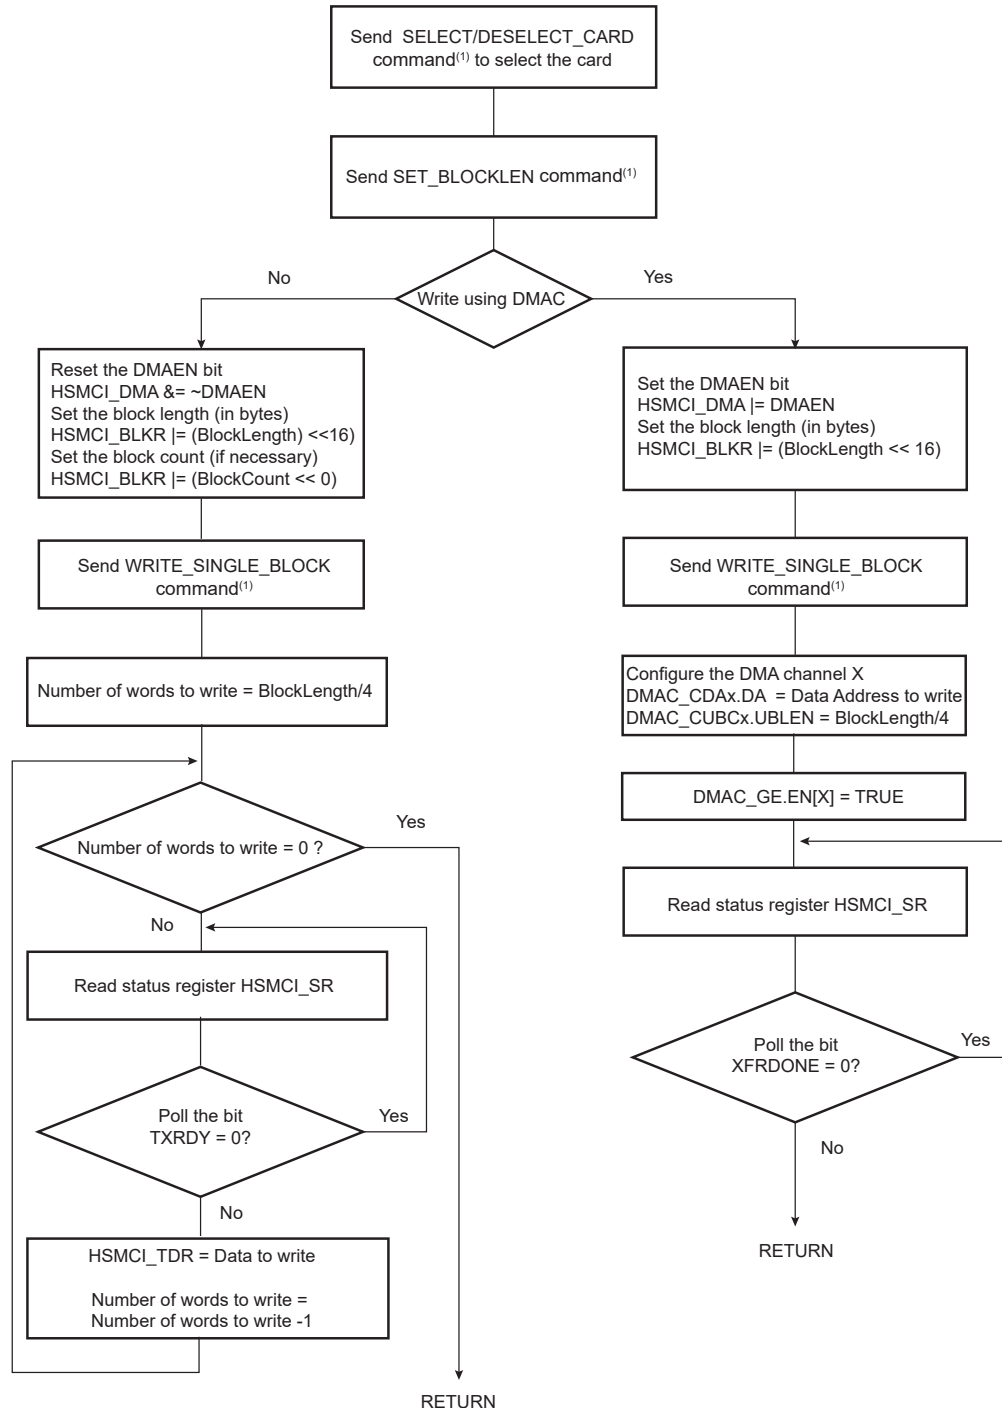 Send SELECT/DESELECT_CARD
command(1) to select the card
Send SET_BLOCKLEN command(1)
No
Write using DMAC
Yes
Reset the DMAEN bit
HSMCI_DMA &= ~DMAEN
Set the block length (in bytes)
HSMCI_BLKR |= (BlockLength) <<16)
Set the block count (if necessary)
HSMCI_BLKR |= (BlockCount << 0)
Send WRITE_SINGLE_BLOCK
command(1)
Number of words to write = BlockLength/4
Number of words to write = 0 ?
Yes
No
Read status register HSMCI_SR
Poll the bit
TXRDY = 0?
Yes
No
HSMCI_TDR = Data to write
Number of words to write =
Number of words to write -1
RETURN
Set the DMAEN bit
HSMCI_DMA |= DMAEN
Set the block length (in bytes)
HSMCI_BLKR |= (BlockLength << 16)
Send WRITE_SINGLE_BLOCK
command(1)
Configure the DMA channel X
DMAC_CDAx.DA = Data Address to write
DMAC_CUBCx.UBLEN = BlockLength/4
DMAC_GE.EN[X] = TRUE
Read status register HSMCI_SR
Poll the bit
XFRDONE = 0?
Yes
No
RETURN